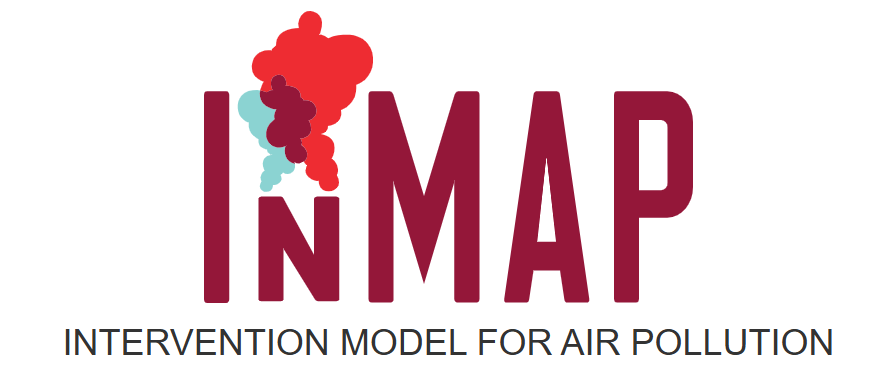 InMAP
INTERVENTION MODEL FOR AIR POLLUTION